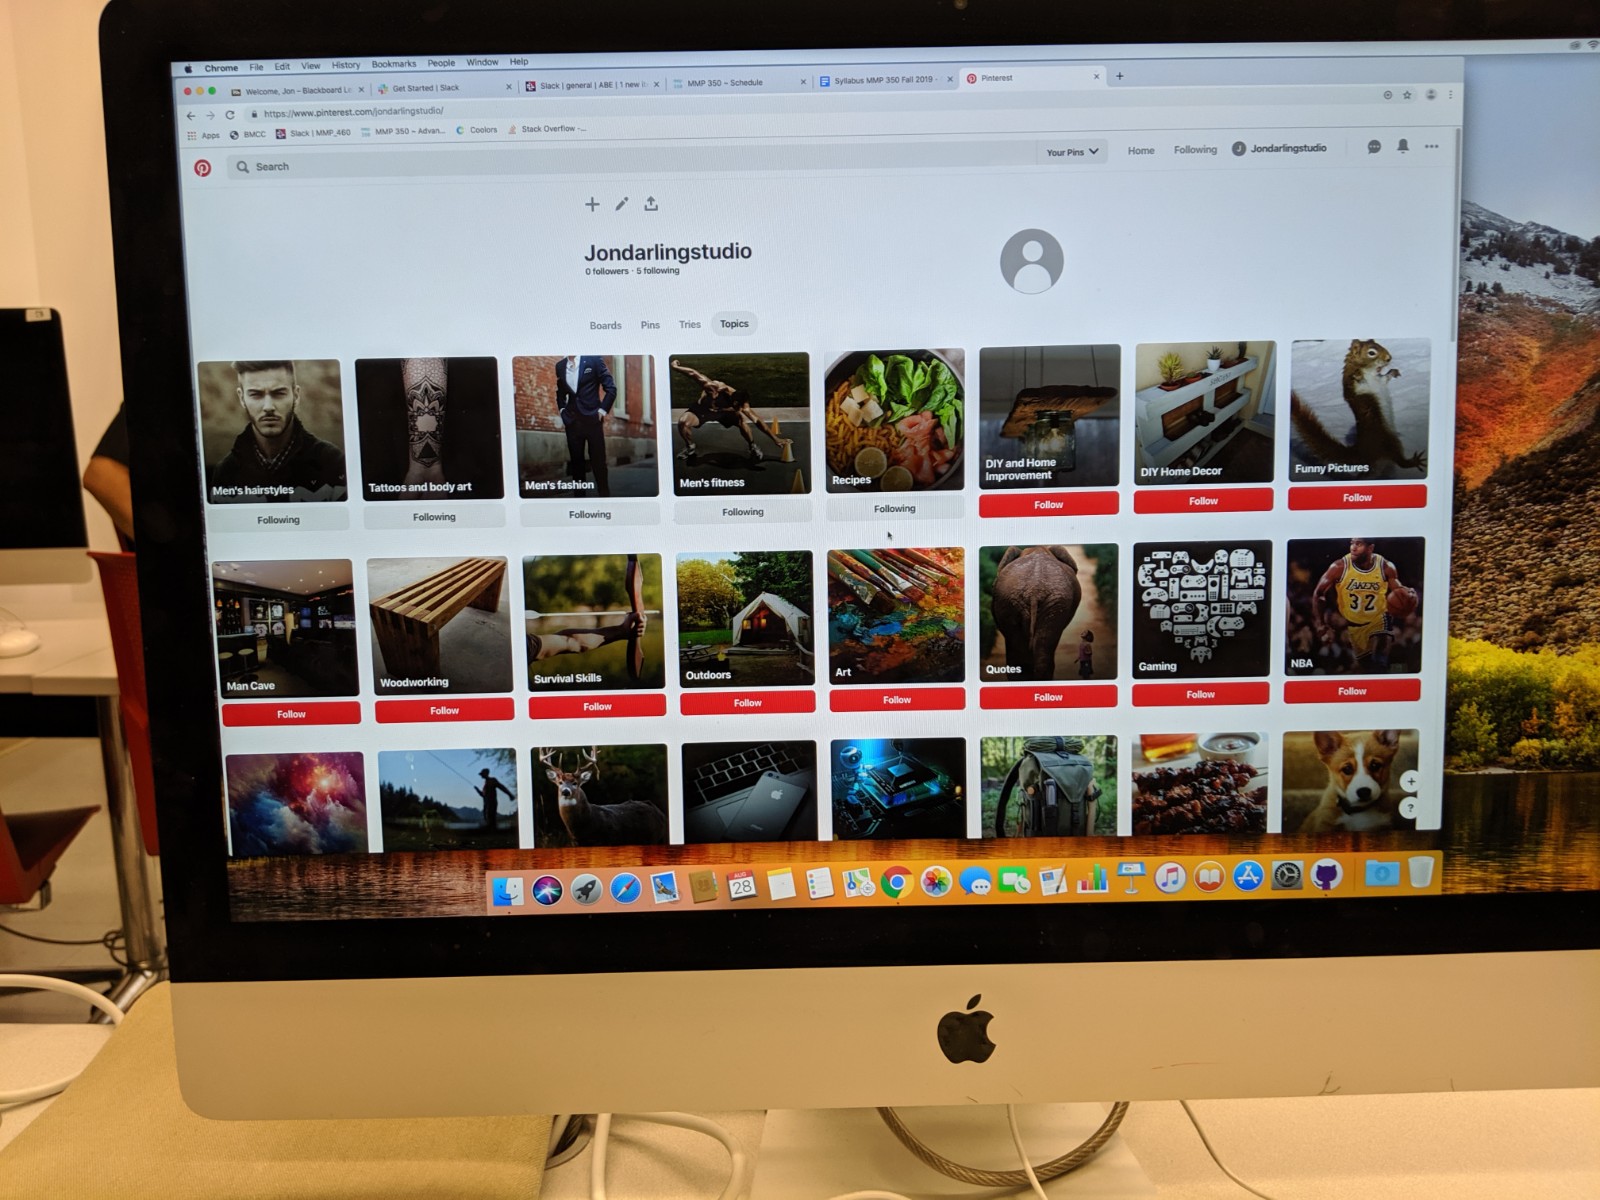 Chrome File Edit View History Bookmarks People Window Help
Welcome, Jon – Blackboard Le Get Started | Slack Slack | general | ABE | 1 new it MMP 350 – Schedule Syllabus MMP 350 Fall 2019 - Pinterest
https://www.pinterest.com/jondarlingstudio/
Apps BMCC Slack | MMP_460 MMP 350 – Advan... Coolors Stack Overflow -...
Search Your Pins Home Following J Jondarlingstudio
Jondarlingstudio
0 followers · 5 following
Boards Pins Tries Topics
Men's hairstyles Tattoos and body art Men's fashion Men's fitness Recipes DIY and Home Improvement DIY Home Decor Funny Pictures
Following Following Following Following Following Follow Follow Follow
LAKERS
32
Man Cave Woodworking Survival Skills Outdoors Art Quotes Gaming NBA
Follow Follow Follow Follow Follow Follow Follow Follow
+
?
AUG
28